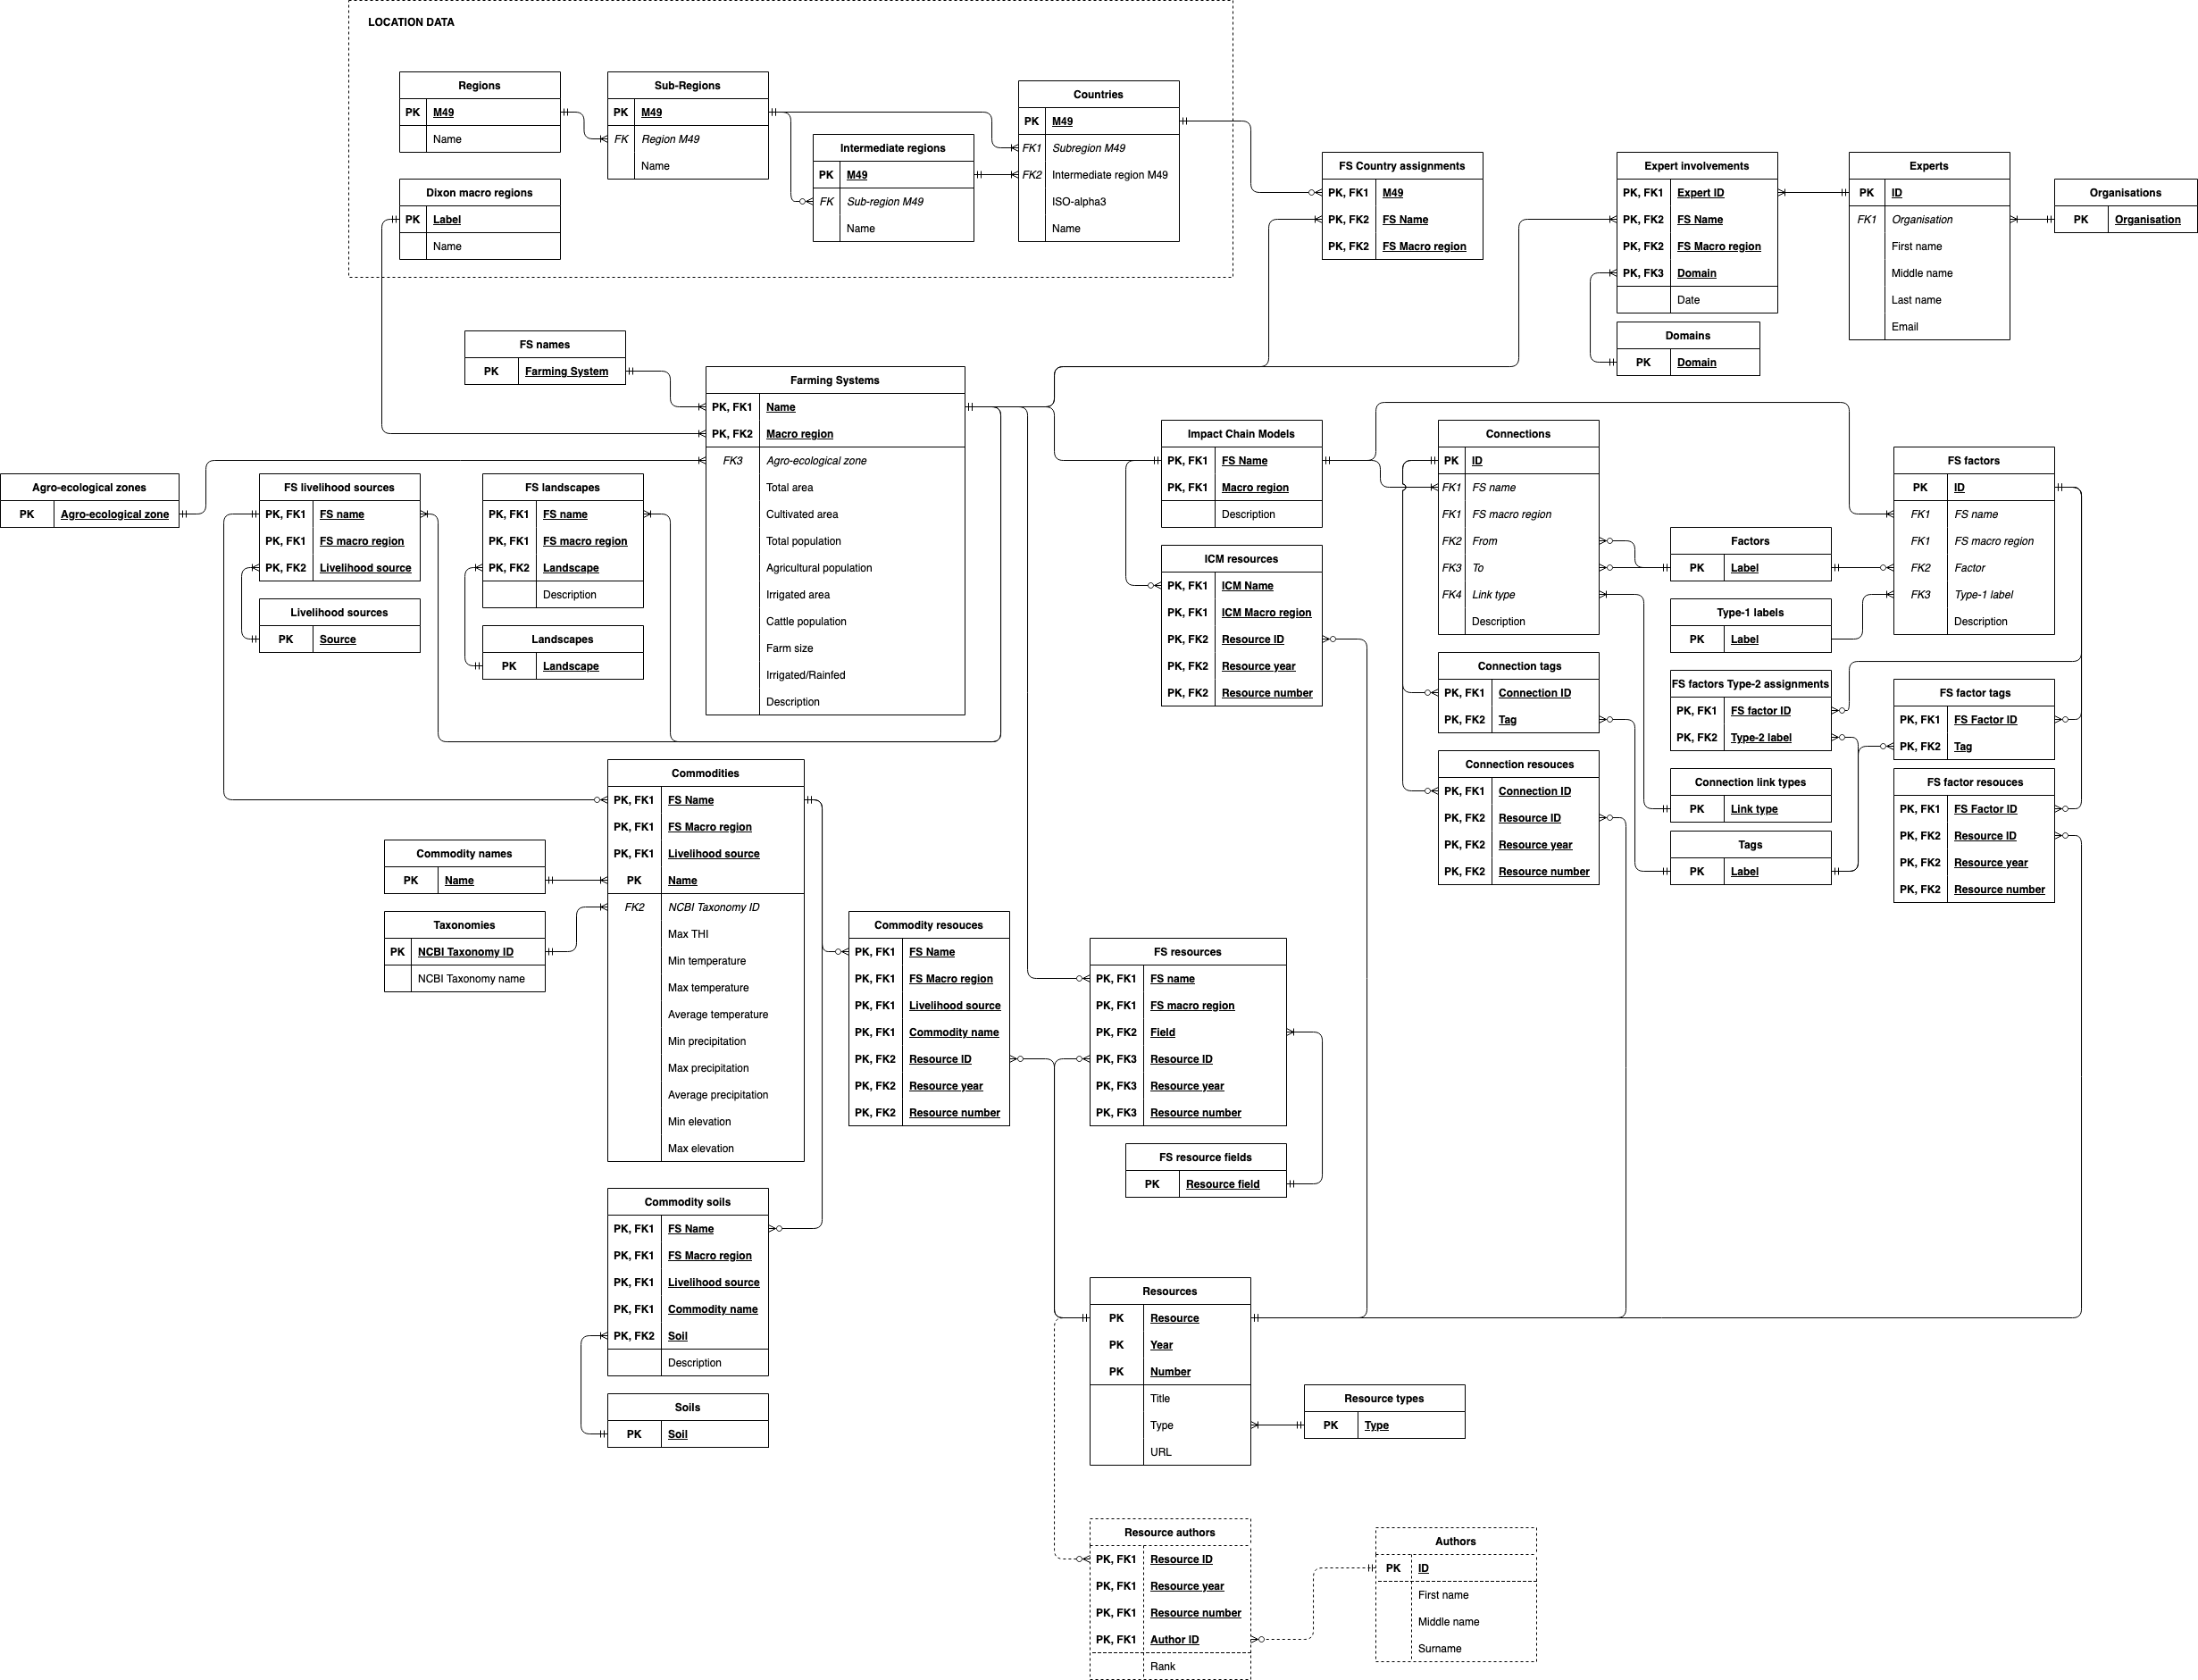 LOCATION DATA
Regions
PK M49
Name
Sub-Regions
PK M49
FK Region M49
Name
Countries
PK M49
FK1 Subregion M49
FK2 Intermediate region M49
ISO-alpha3
Name
Intermediate regions
PK M49
FK Sub-region M49
Name
Dixon macro regions
PK Label
Name
FS Country assignments
PK, FK1 M49
PK, FK2 FS Name
PK, FK2 FS Macro region
Expert involvements
PK, FK1 Expert ID
PK, FK2 FS Name
PK, FK2 FS Macro region
PK, FK3 Domain
Date
Experts
PK ID
FK1 Organisation
First name
Middle name
Last name
Email
Organisations
PK Organisation
Domains
PK Domain
FS names
PK Farming System
Farming Systems
PK, FK1 Name
PK, FK2 Macro region
FK3 Agro-ecological zone
Total area
Cultivated area
Total population
Agricultural population
Irrigated area
Cattle population
Farm size
Irrigated/Rainfed
Description
Agro-ecological zones
PK Agro-ecological zone
FS livelihood sources
PK, FK1 FS name
PK, FK1 FS macro region
PK, FK2 Livelihood source
Livelihood sources
PK Source
FS landscapes
PK, FK1 FS name
PK, FK1 FS macro region
PK, FK2 Landscape
Description
Landscapes
PK Landscape
Impact Chain Models
PK, FK1 FS Name
PK, FK1 Macro region
Description
ICM resources
PK, FK1 ICM Name
PK, FK1 ICM Macro region
PK, FK2 Resource ID
PK, FK2 Resource year
PK, FK2 Resource number
Connections
PK ID
FK1 FS name
FK1 FS macro region
FK2 From
FK3 To
FK4 Link type
Description
Connection tags
PK, FK1 Connection ID
PK, FK2 Tag
Connection resouces
PK, FK1 Connection ID
PK, FK2 Resource ID
PK, FK2 Resource year
PK, FK2 Resource number
Factors
PK Label
Type-1 labels
PK Label
FS factors Type-2 assignments
PK, FK1 FS factor ID
PK, FK2 Type-2 label
Connection link types
PK Link type
Tags
PK Label
FS factors
PK ID
FK1 FS name
FK1 FS macro region
FK2 Factor
FK3 Type-1 label
Description
FS factor tags
PK, FK1 FS Factor ID
PK, FK2 Tag
FS factor resouces
PK, FK1 FS Factor ID
PK, FK2 Resource ID
PK, FK2 Resource year
PK, FK2 Resource number
Commodities
PK, FK1 FS Name
PK, FK1 FS Macro region
PK, FK1 Livelihood source
PK Name
FK2 NCBI Taxonomy ID
Max THI
Min temperature
Max temperature
Average temperature
Min precipitation
Max precipitation
Average precipitation
Min elevation
Max elevation
Commodity names
PK Name
Taxonomies
PK NCBI Taxonomy ID
NCBI Taxonomy name
Commodity resouces
PK, FK1 FS Name
PK, FK1 FS Macro region
PK, FK1 Livelihood source
PK, FK1 Commodity name
PK, FK2 Resource ID
PK, FK2 Resource year
PK, FK2 Resource number
FS resources
PK, FK1 FS name
PK, FK1 FS macro region
PK, FK2 Field
PK, FK3 Resource ID
PK, FK3 Resource year
PK, FK3 Resource number
FS resource fields
PK Resource field
Commodity soils
PK, FK1 FS Name
PK, FK1 FS Macro region
PK, FK1 Livelihood source
PK, FK1 Commodity name
PK, FK2 Soil
Description
Soils
PK Soil
Resources
PK Resource
PK Year
PK Number
Title
Type
URL
Resource types
PK Type
Resource authors
PK, FK1 Resource ID
PK, FK1 Resource year
PK, FK1 Resource number
PK, FK1 Author ID
Rank
Authors
PK ID
First name
Middle name
Surname